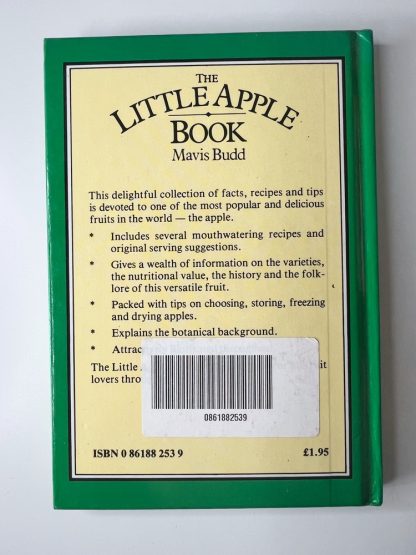 THE
LITTLE APPLE
BOOK
Mavis Budd
This delightful collection of facts, recipes and tips
is devoted to one of the most popular and delicious
fruits in the world — the apple.
* Includes several mouthwatering recipes and
original serving suggestions.
* Gives a wealth of information on the varieties,
the nutritional value, the history and the folk-
lore of this versatile fruit.
* Packed with tips on choosing, storing, freezing
and drying apples.
* Explains the botanical background.
* Attrac
The Little A
it
lovers thro
0861882539
ISBN 0 86188 253 9
£1.95